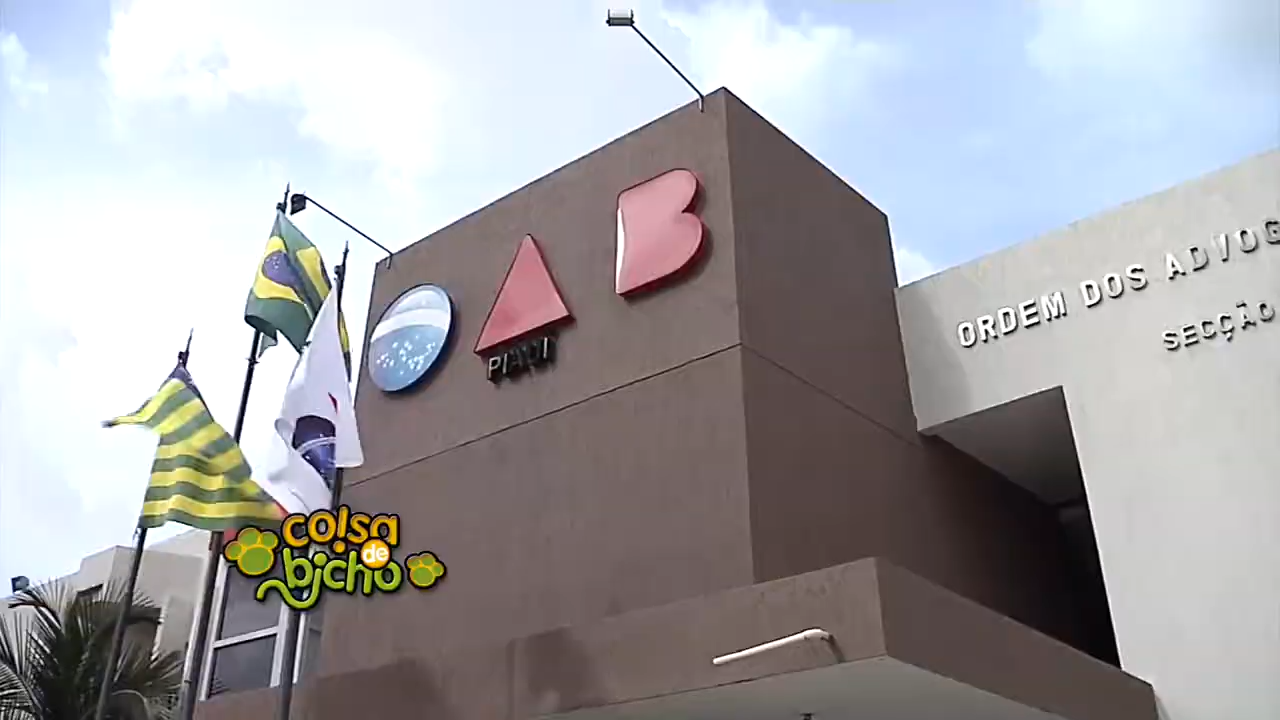 OAB
PIAUÍ
ORDEM DOS ADVOG
SECÇÃO
coisa
de
bicho